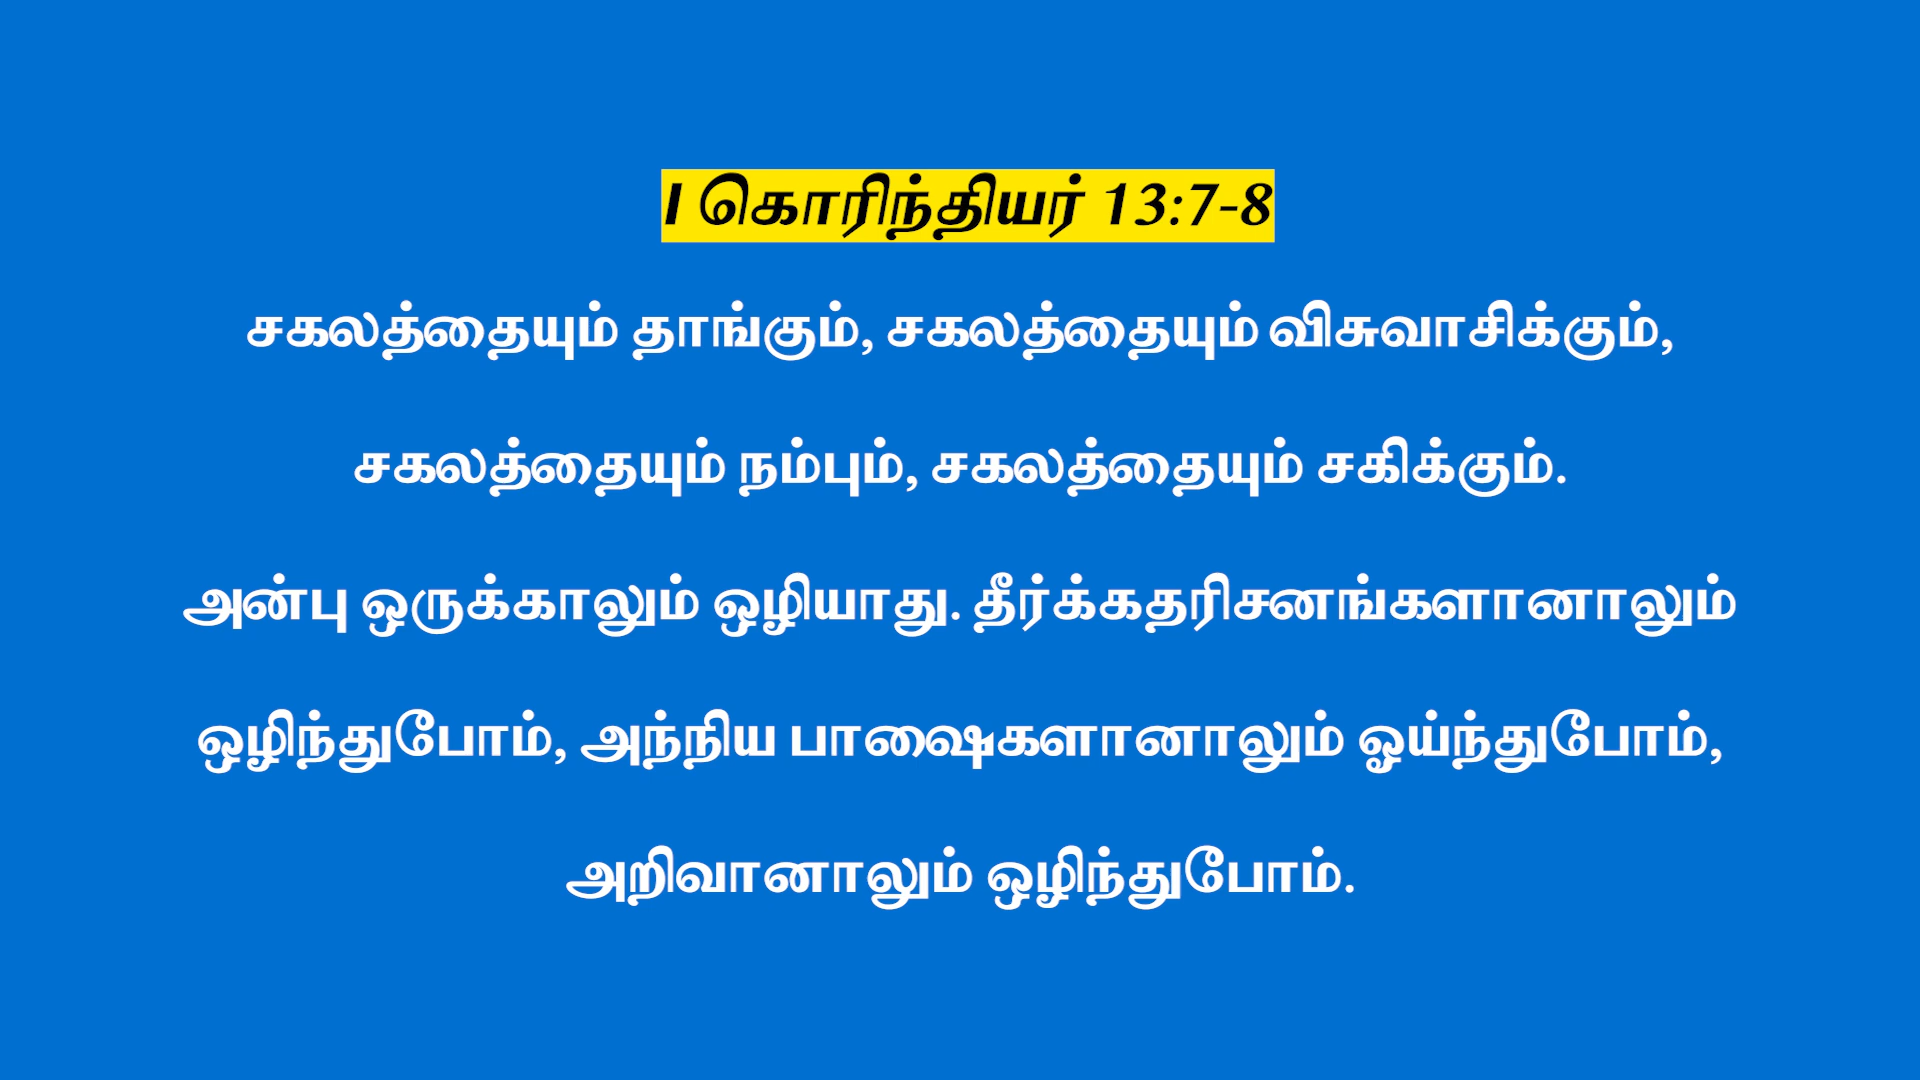 I கொரிந்தியர் 13:7-8
சகலத்தையும் தாங்கும், சகலத்தையும் விசுவாசிக்கும்,
சகலத்தையும் நம்பும், சகலத்தையும் சகிக்கும்.
அன்பு ஒருக்காலும் ஒழியாது. தீர்க்கதரிசனங்களானாலும்
ஒழிந்துபோம், அந்நிய பாஷைகளானாலும் ஓய்ந்துபோம்,
அறிவானாலும் ஒழிந்துபோம்.